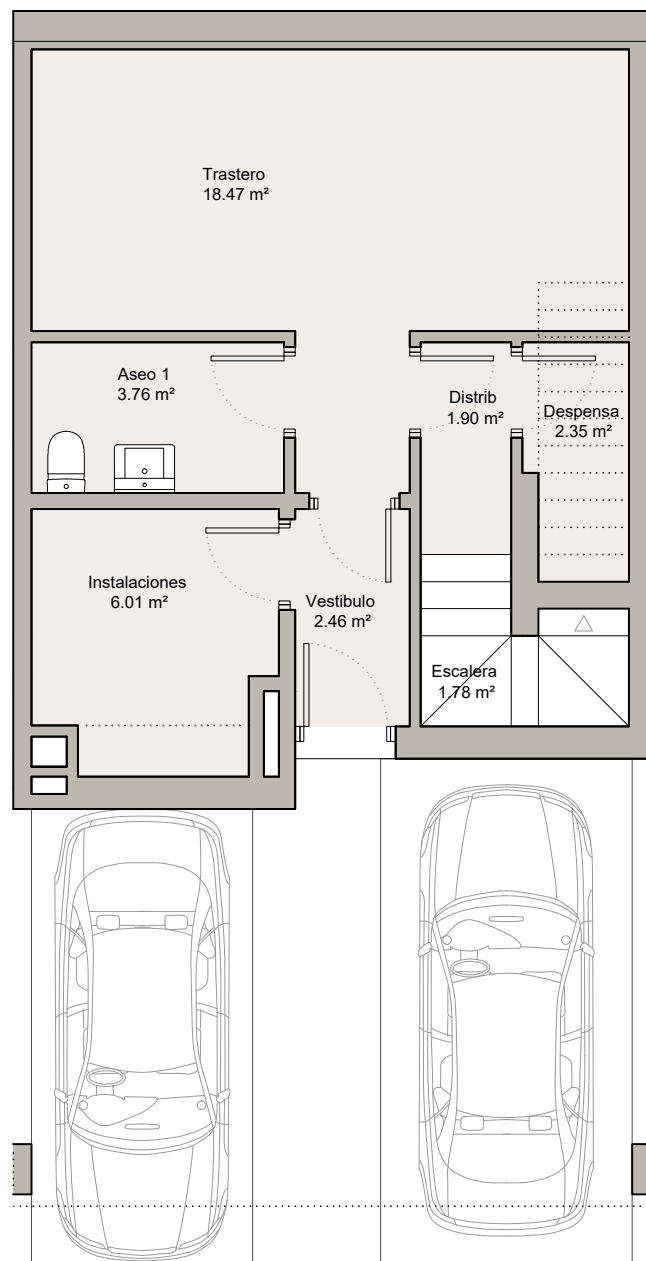 Trastero
18.47 m²
Aseo 1
3.76 m²
Distrib
1.90 m²
Despensa
2.35 m²
Instalaciones
6.01 m²
Vestibulo
2.46 m²
Escalera
1.78 m²